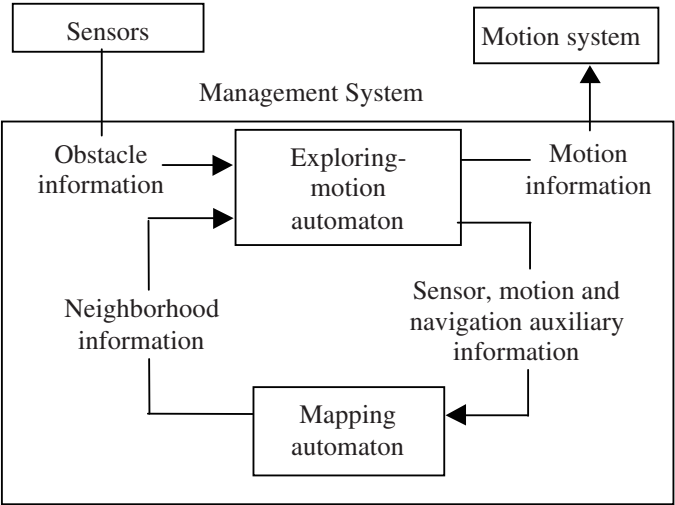 Sensors
Motion system
Management System
Obstacle
information
Exploring-
motion
automaton
Motion
information
Neighborhood
information
Sensor, motion and
navigation auxiliary
information
Mapping
automaton